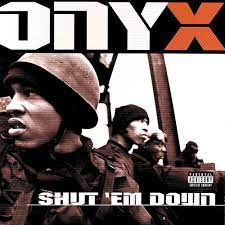 ONYX
PARENTAL
ADVISORY
EXPLICIT CONTENT
SHUT 'EM DOWN